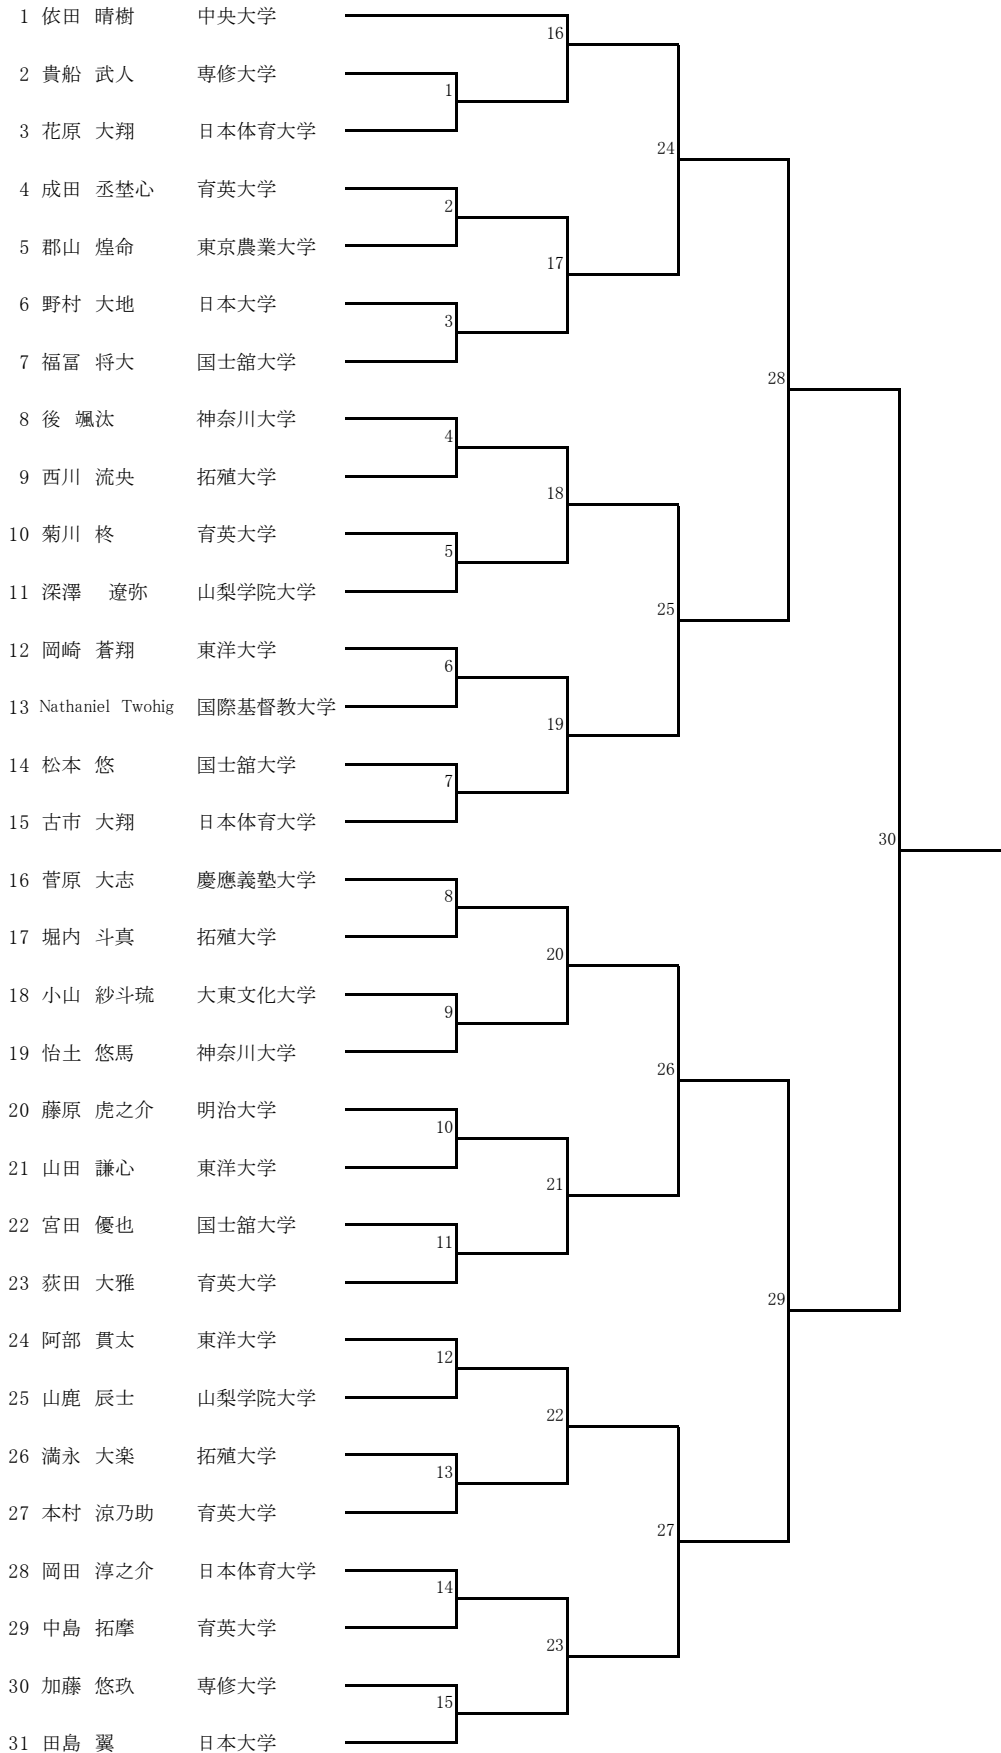 1 依田 晴樹 中央大学
16
2 貴船 武人 専修大学
1
3 花原 大翔 日本体育大学
24
4 成田 丞埜心 育英大学
2
5 郡山 煌命 東京農業大学
17
6 野村 大地 日本大学
3
7 福冨 将大 国士舘大学
28
8 後 颯汰 神奈川大学
4
9 西川 流央 拓殖大学
18
10 菊川 柊 育英大学
5
11 深澤 遼弥 山梨学院大学
25
12 岡崎 蒼翔 東洋大学
6
13 Nathaniel Twohig 国際基督教大学
19
14 松本 悠 国士舘大学
7
15 古市 大翔 日本体育大学
30
16 菅原 大志 慶應義塾大学
8
17 堀内 斗真 拓殖大学
20
18 小山 紗斗琉 大東文化大学
9
19 怡土 悠馬 神奈川大学
26
20 藤原 虎之介 明治大学
10
21 山田 謙心 東洋大学
21
22 宮田 優也 国士舘大学
11
23 荻田 大雅 育英大学
29
24 阿部 貫太 東洋大学
12
25 山鹿 辰士 山梨学院大学
22
26 満永 大楽 拓殖大学
13
27 本村 涼乃助 育英大学
27
28 岡田 淳之介 日本体育大学
14
29 中島 拓摩 育英大学
23
30 加藤 悠玖 専修大学
15
31 田島 翼 日本大学